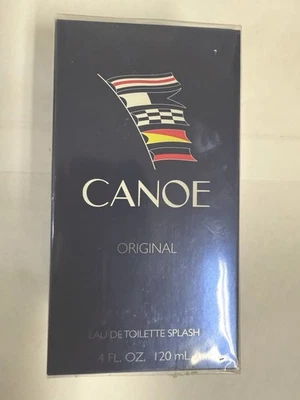 CANOE
ORIGINAL
EAU DE TOILETTE SPLASH
4 FL. OZ. 120 mL